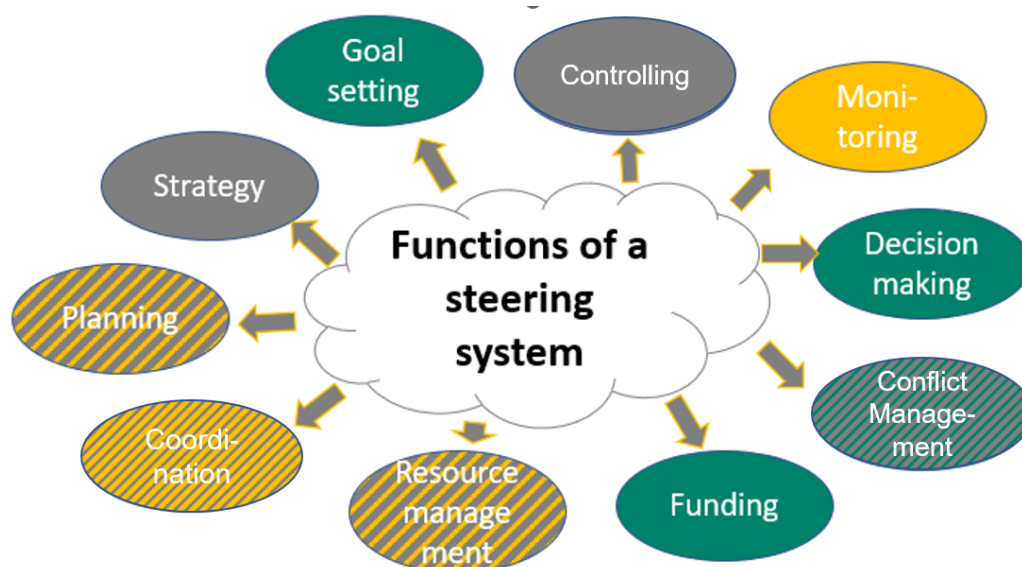 Goal
setting
Controlling
Moni-
toring
Strategy
Functions of a
steering
system
Decision
making
Planning
Conflict
Manage-
ment
Coordi-
nation
Resource
manage
ment
Funding